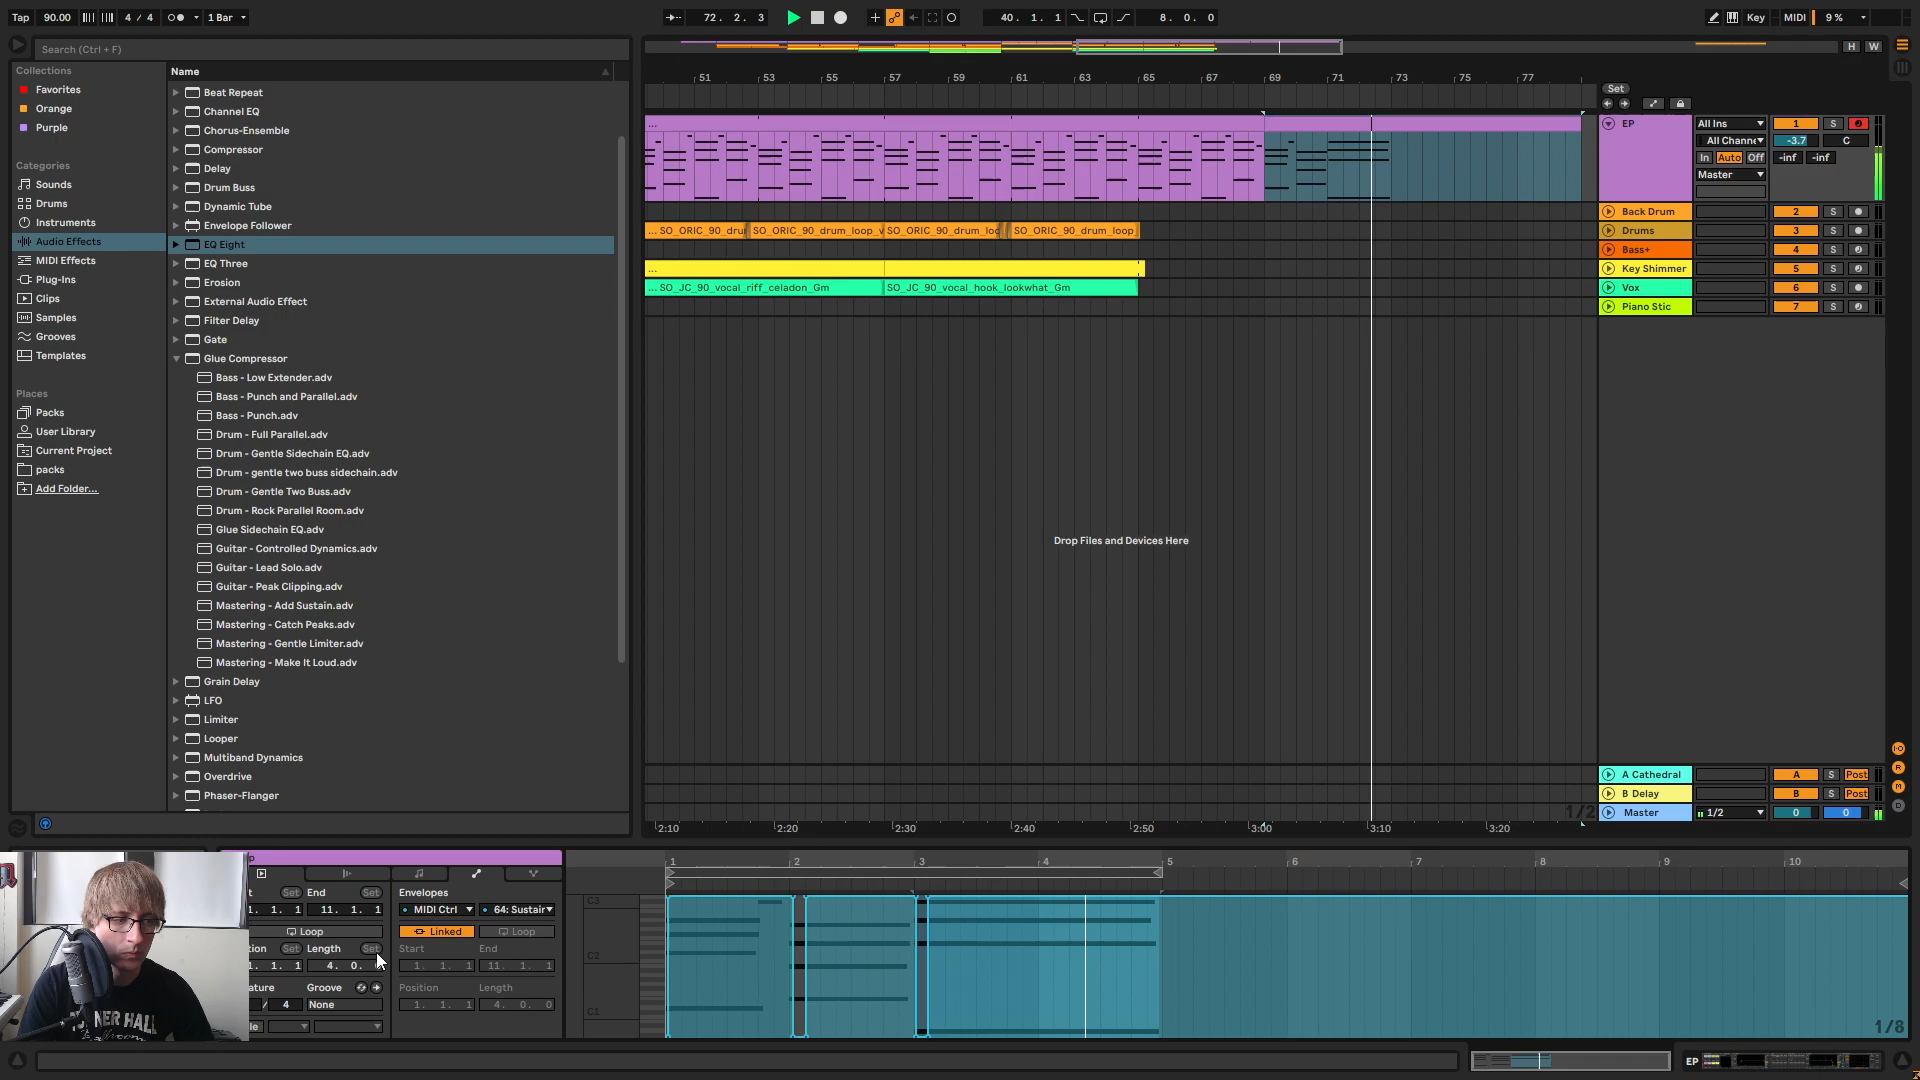 Tap 90.00 4 / 4 1 Bar 72. 2. 3 40. 1. 1 8. 0. 0 Key MIDI 9 %
Search (Ctrl + F)
H W
Collections
Favorites
Orange
Purple
Categories
Sounds
Drums
Instruments
Audio Effects
MIDI Effects
Plug-Ins
Clips
Samples
Grooves
Templates
Places
Packs
User Library
Current Project
packs
Add Folder...
Name
Beat Repeat
Channel EQ
Chorus-Ensemble
Compressor
Delay
Drum Buss
Dynamic Tube
Envelope Follower
EQ Eight
EQ Three
Erosion
External Audio Effect
Filter Delay
Gate
Glue Compressor
Bass - Low Extender.adv
Bass - Punch and Parallel.adv
Bass - Punch.adv
Drum - Full Parallel.adv
Drum - Gentle Sidechain EQ.adv
Drum - gentle two buss sidechain.adv
Drum - Gentle Two Buss.adv
Drum - Rock Parallel Room.adv
Glue Sidechain EQ.adv
Guitar - Controlled Dynamics.adv
Guitar - Lead Solo.adv
Guitar - Peak Clipping.adv
Mastering - Add Sustain.adv
Mastering - Catch Peaks.adv
Mastering - Gentle Limiter.adv
Mastering - Make It Loud.adv
Grain Delay
LFO
Limiter
Looper
Multiband Dynamics
Overdrive
Phaser-Flanger
51 53 55 57 59 61 63 65 67 69 71 73 75 77
Set
...
EP All Ins 1 S
All Channe -3.7 C
In Auto Off -inf -inf
Master
Back Drum 2 S
... SO_ORIC_90_dru SO_ORIC_90_drum_loop_v SO_ORIC_90_drum_loc SO_ORIC_90_drum_loop Drums 3 S
Bass+ 4 S
... Key Shimmer 5 S
... SO_JC_90_vocal_riff_celadon_Gm SO_JC_90_vocal_hook_lookwhat_Gm Vox 6 S
Piano Stic 7 S
Drop Files and Devices Here
A Cathedral A S Post
B Delay B S Post
1/2 Master 1/2 0 0
2:10 2:20 2:30 2:40 2:50 3:00 3:10 3:20
I·O
R
M
D
Set End Set
1. 1. 1 11. 1. 1
Loop
tion Set Length Set
1. 1. 1 4. 0.
ature Groove
/ 4 None
Envelopes
MIDI Ctrl 64: Sustair
Linked Loop
Start End
1. 1. 1 11. 1. 1
Position Length
1. 1. 1 4. 0. 0
1 2 3 4 5 6 7 8 9 10
C3
C2
C1
1/8
NER HALL
EP